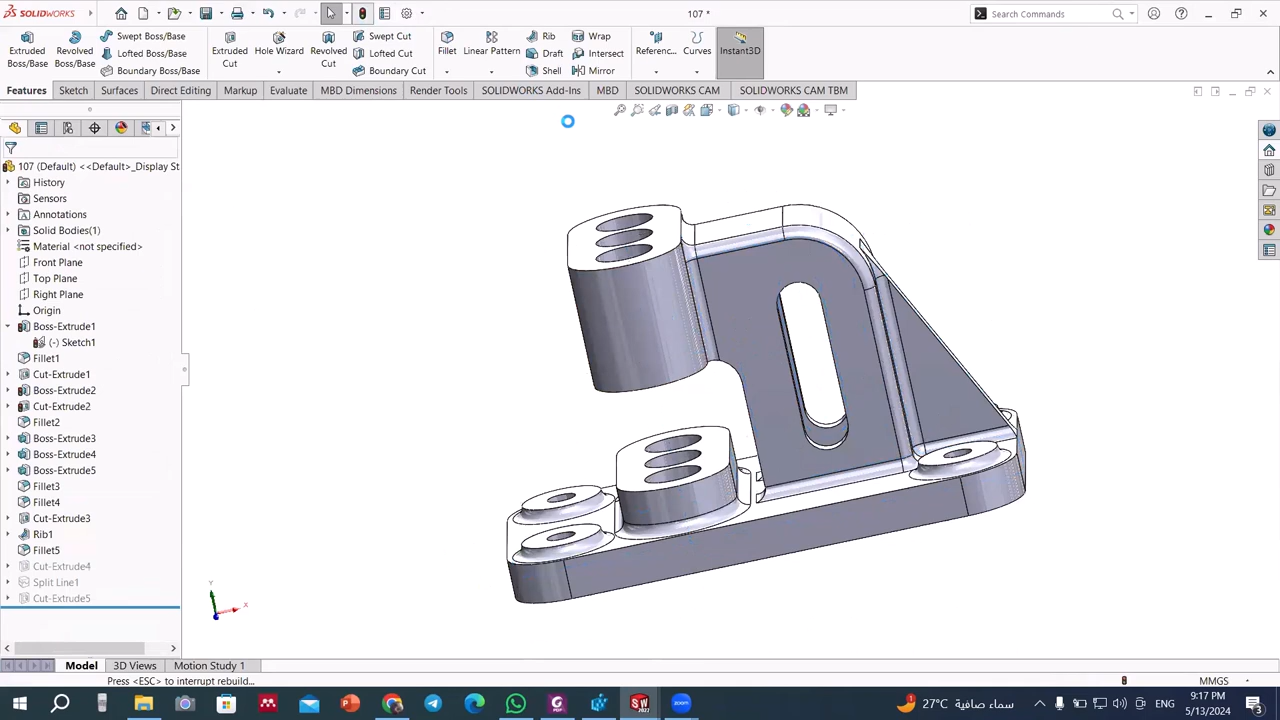 SOLIDWORKS
107 *
Search Commands
Extruded Boss/Base
Revolved Boss/Base
Swept Boss/Base
Lofted Boss/Base
Boundary Boss/Base
Extruded Cut
Hole Wizard
Revolved Cut
Swept Cut
Lofted Cut
Boundary Cut
Fillet
Linear Pattern
Rib
Draft
Shell
Wrap
Intersect
Mirror
Referenc...
Curves
Instant3D
Features
Sketch
Surfaces
Direct Editing
Markup
Evaluate
MBD Dimensions
Render Tools
SOLIDWORKS Add-Ins
MBD
SOLIDWORKS CAM
SOLIDWORKS CAM TBM
107 (Default) <<Default>_Display St
History
Sensors
Annotations
Solid Bodies(1)
Material <not specified>
Front Plane
Top Plane
Right Plane
Origin
Boss-Extrude1
(-) Sketch1
Fillet1
Cut-Extrude1
Boss-Extrude2
Cut-Extrude2
Fillet2
Boss-Extrude3
Boss-Extrude4
Boss-Extrude5
Fillet3
Fillet4
Cut-Extrude3
Rib1
Fillet5
Cut-Extrude4
Split Line1
Cut-Extrude5
Y
X
Model
3D Views
Motion Study 1
Press <ESC> to interrupt rebuild...
MMGS
27°C سماء صافية
ENG
9:17 PM
5/13/2024
3